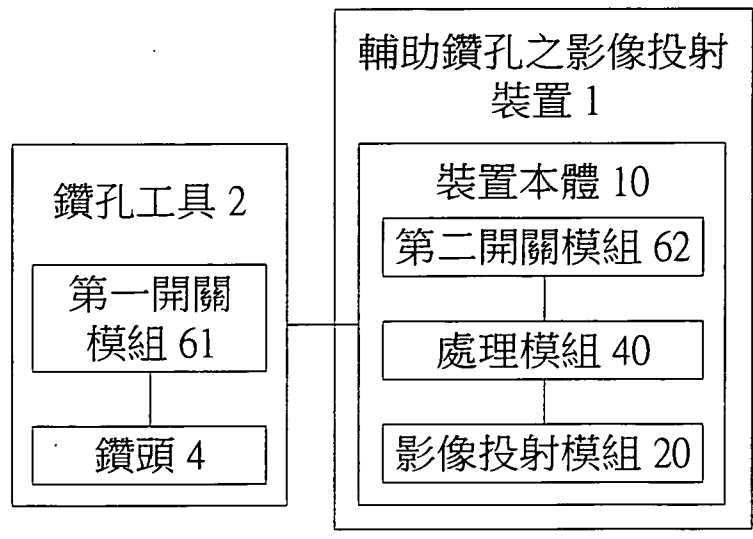 鑽孔工具 2
第一開關
模組 61
鑽頭 4
輔助鑽孔之影像投射
裝置 1
裝置本體 10
第二開關模組 62
處理模組 40
影像投射模組 20